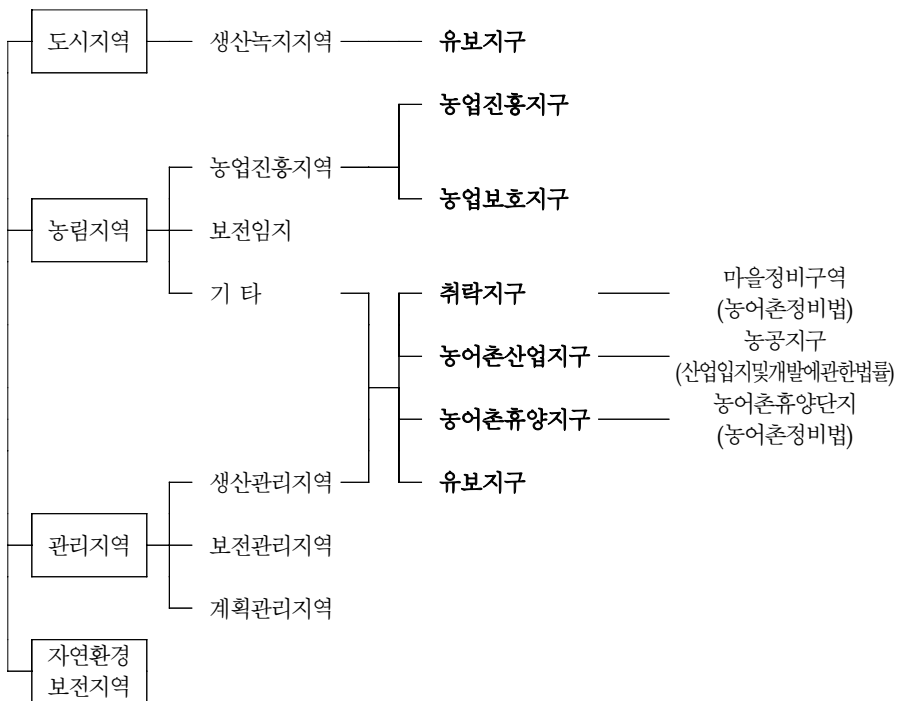 도시지역 생산녹지지역 유보지구
농업진흥지구
농업진흥지역
농업보호지구
농림지역 보전임지
기 타 취락지구 마을정비구역
(농어촌정비법)
농어촌산업지구 농공지구
(산업입지및개발에관한법률)
농어촌휴양지구 농어촌휴양단지
(농어촌정비법)
생산관리지역 유보지구
관리지역 보전관리지역
계획관리지역
자연환경
보전지역